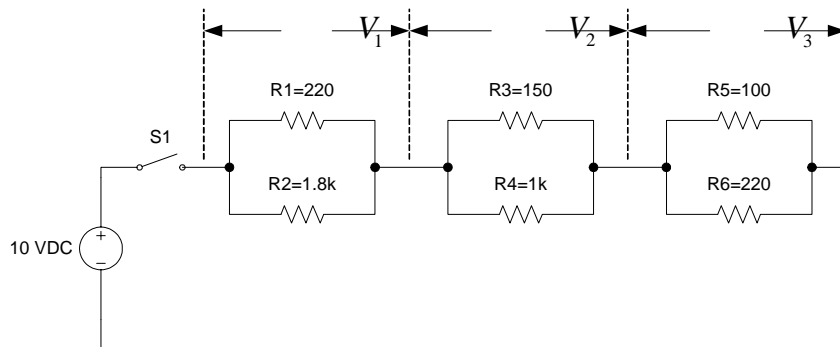 V1 V2 V3
R1=220 R3=150 R5=100
S1
R2=1.8k R4=1k R6=220
10 VDC
+
−